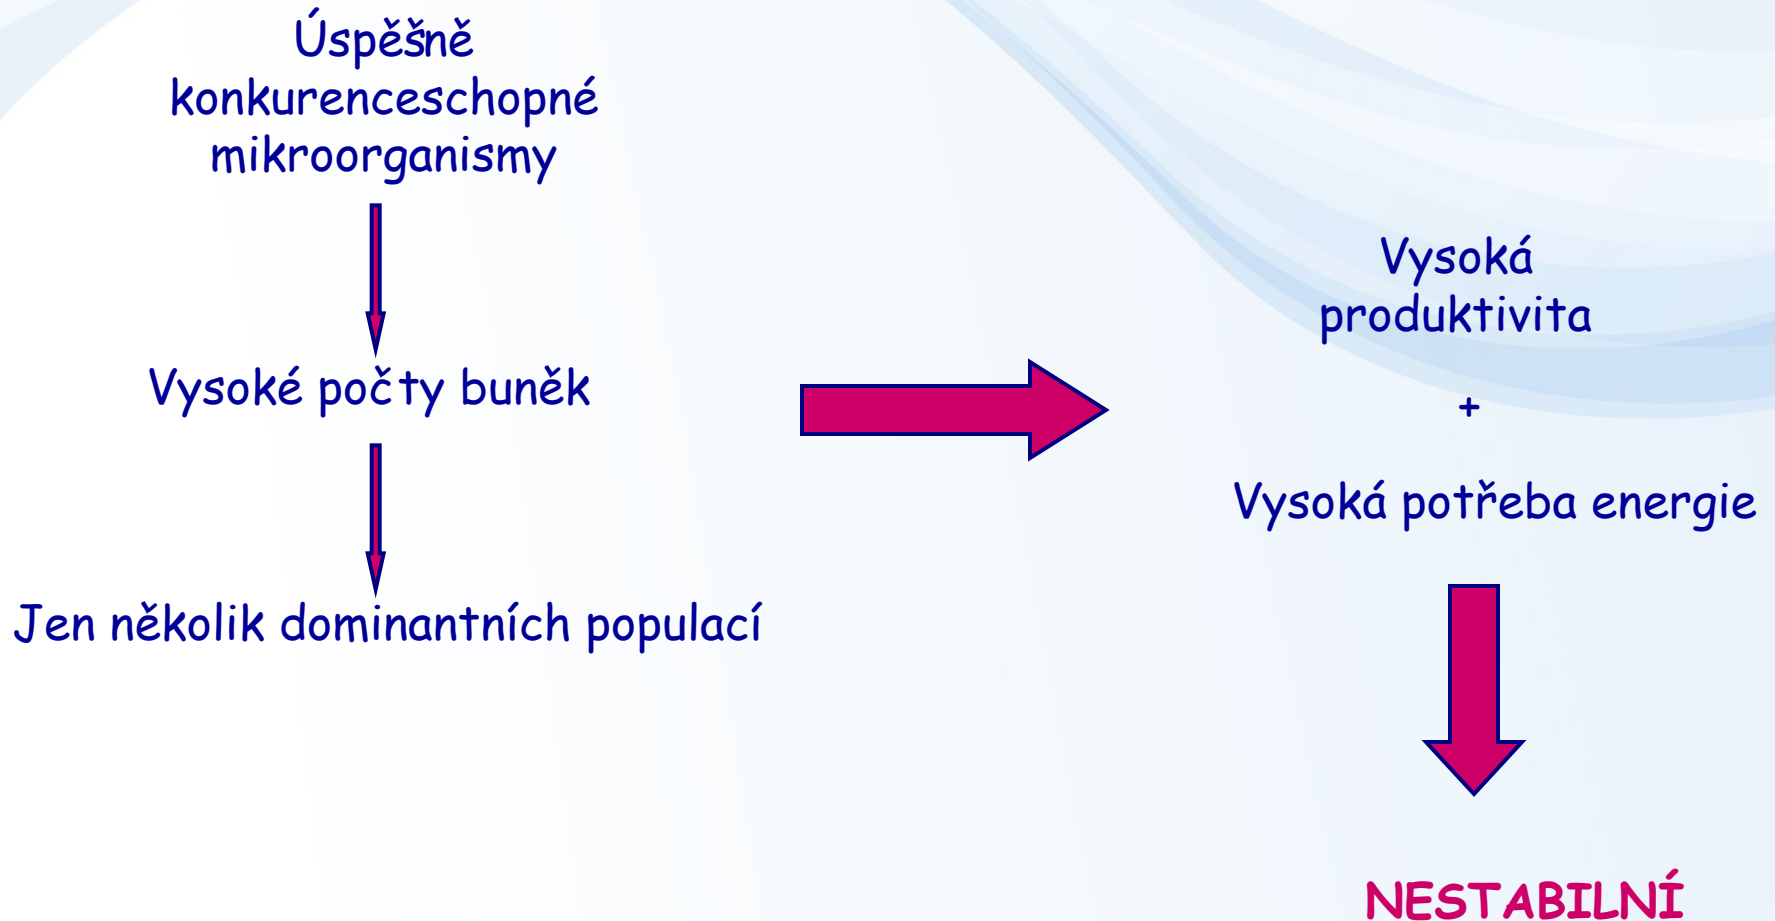 Úspěšně
konkurenceschopné
mikroorganismy
Vysoké počty buněk
Jen několik dominantních populací
Vysoká
produktivita
+
Vysoká potřeba energie
NESTABILNÍ